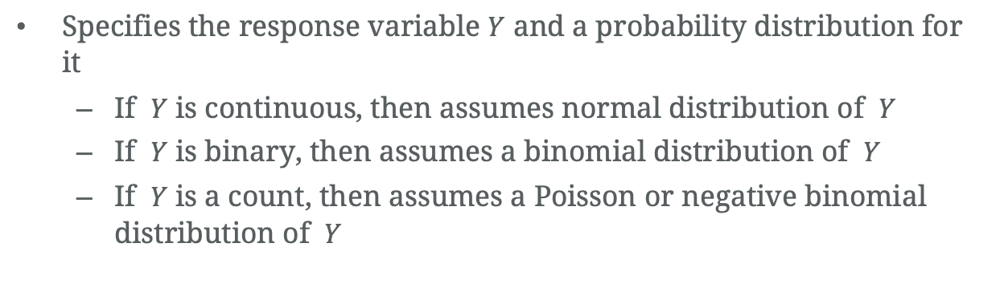 • Specifies the response variable Y and a probability distribution for
it
– If Y is continuous, then assumes normal distribution of Y
– If Y is binary, then assumes a binomial distribution of Y
– If Y is a count, then assumes a Poisson or negative binomial
distribution of Y